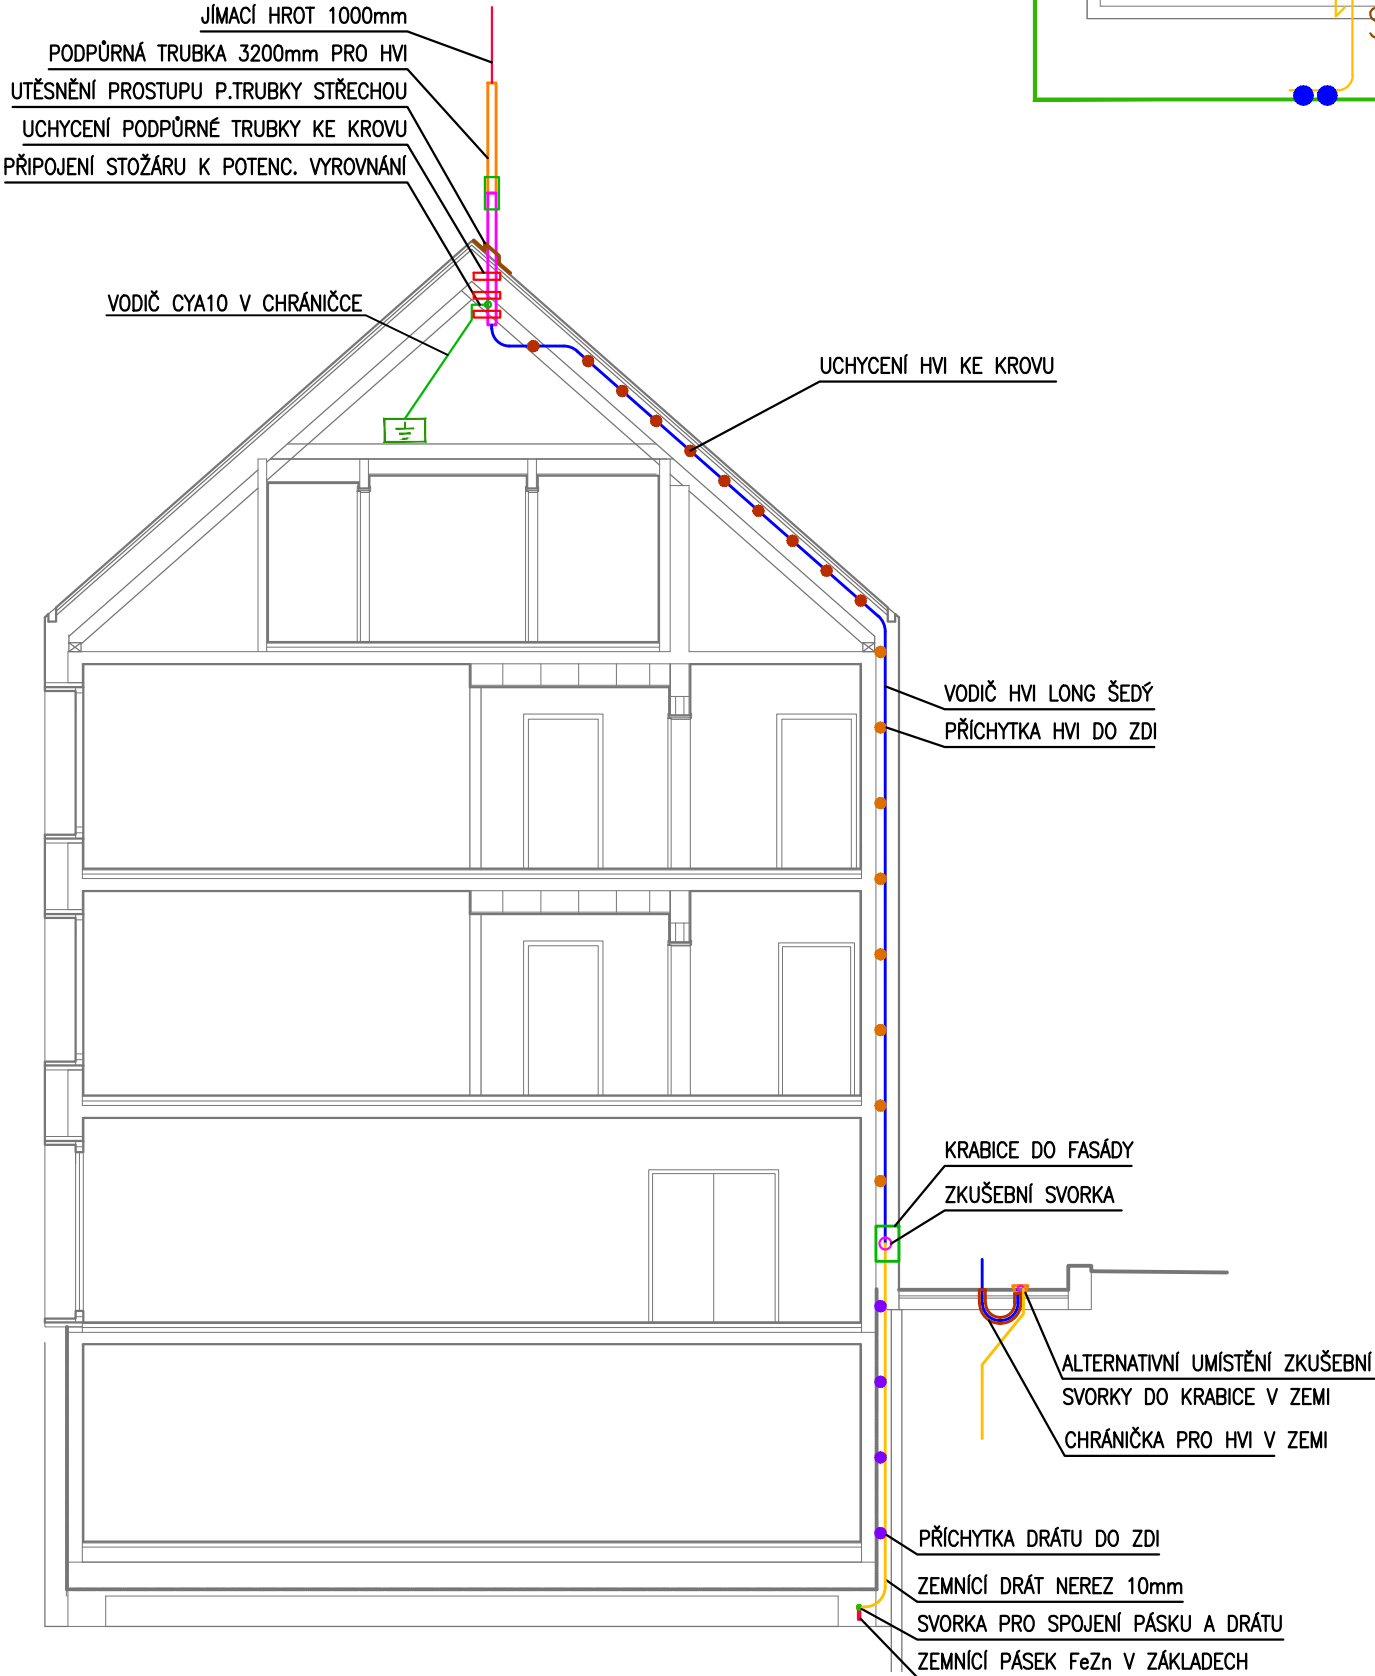 JÍMACÍ HROT 1000mm
PODPŮRNÁ TRUBKA 3200mm PRO HVI
UTĚSNĚNÍ PROSTUPU P.TRUBKY STŘECHOU
UCHYCENÍ PODPŮRNÉ TRUBKY KE KROVU
PŘIPOJENÍ STOŽÁRU K POTENC. VYROVNÁNÍ
VODIČ CYA10 V CHRÁNIČCE
UCHYCENÍ HVI KE KROVU
VODIČ HVI LONG ŠEDÝ
PŘÍCHYTKA HVI DO ZDI
KRABICE DO FASÁDY
ZKUŠEBNÍ SVORKA
ALTERNATIVNÍ UMÍSTĚNÍ ZKUŠEBNÍ
SVORKY DO KRABICE V ZEMI
CHRÁNIČKA PRO HVI V ZEMI
PŘÍCHYTKA DRÁTU DO ZDI
ZEMNÍCÍ DRÁT NEREZ 10mm
SVORKA PRO SPOJENÍ PÁSKU A DRÁTU
ZEMNÍCÍ PÁSEK FeZn V ZÁKLADECH